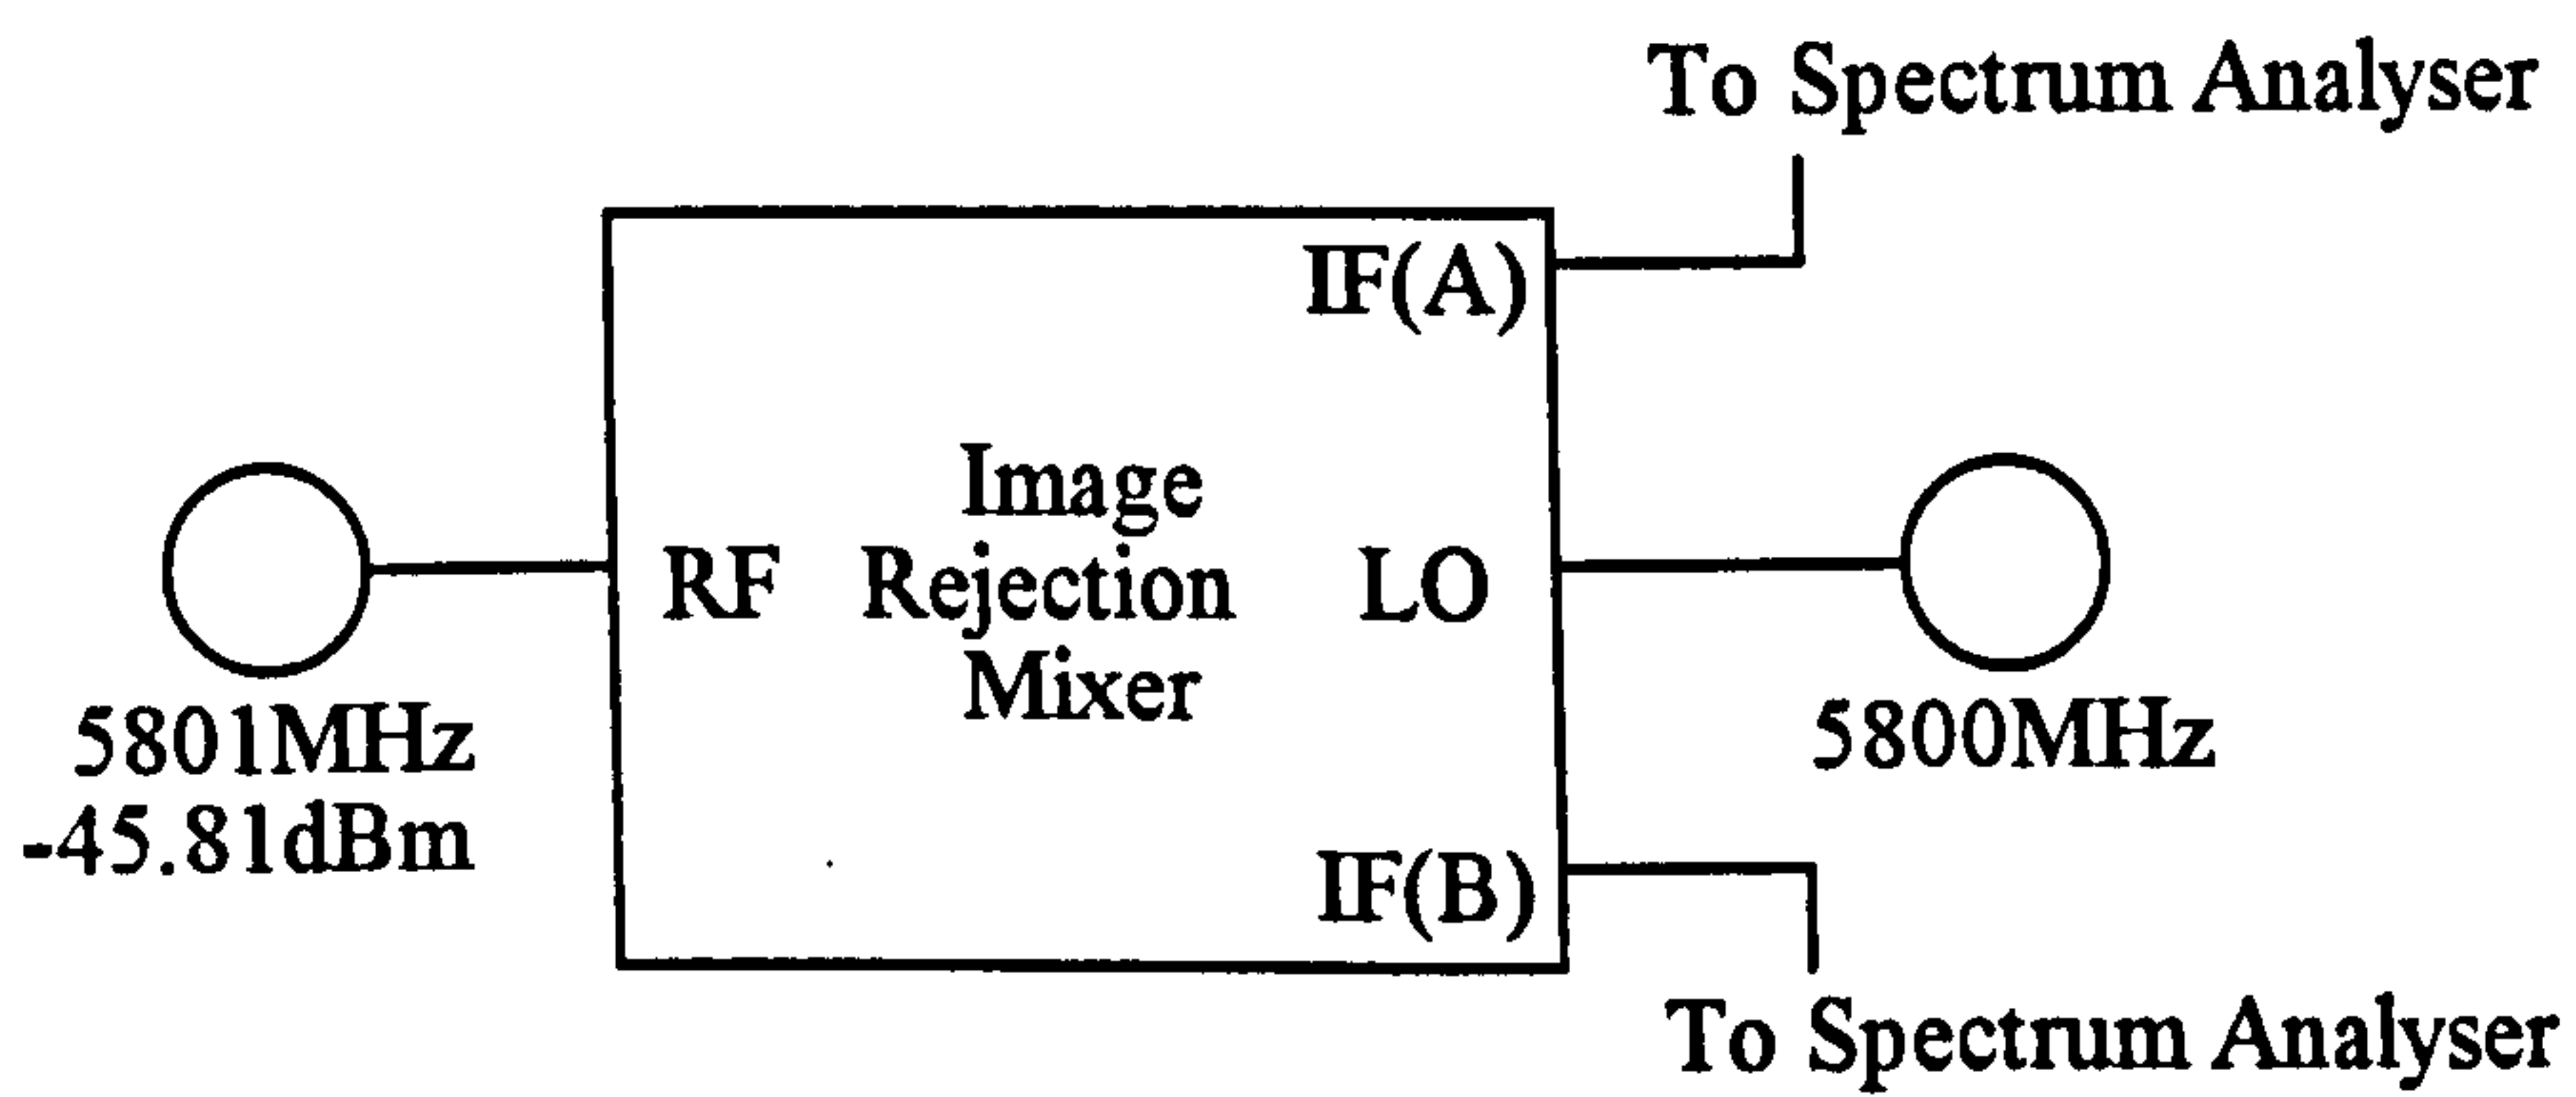 To Spectrum Analyser
IF(A)
Image
RF Rejection LO
Mixer
5801MHz
-45.81dBm
5800MHz
IF(B)
To Spectrum Analyser